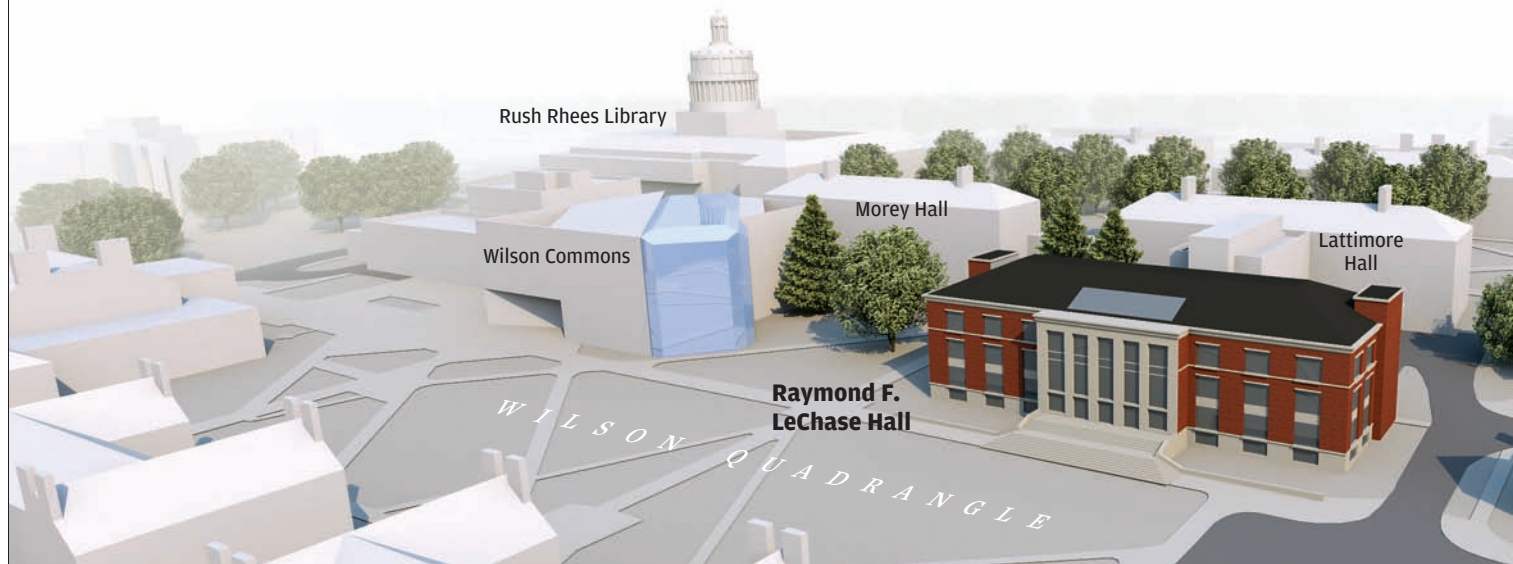 Rush Rhees Library
Morey Hall
Wilson Commons
Lattimore
Hall
Raymond F.
LeChase Hall
WILSON QUADRANGLE